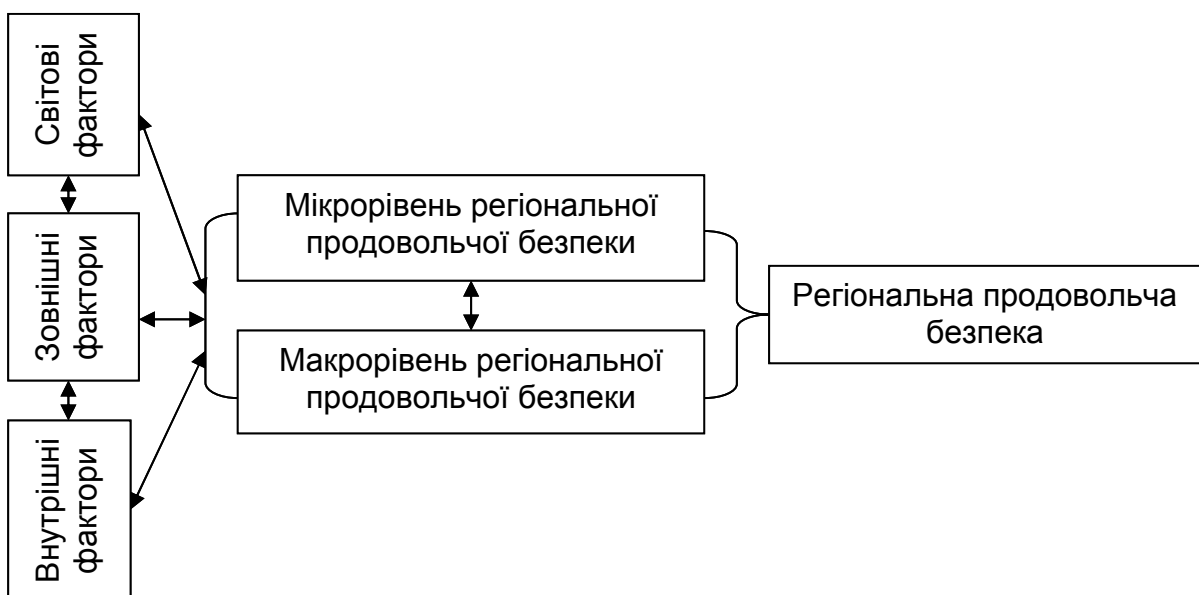 Світові
фактори
Зовнішні
фактори
Внутрішні
фактори
Мікрорівень регіональної
продовольчої безпеки
Макрорівень регіональної
продовольчої безпеки
Регіональна продовольча
безпека